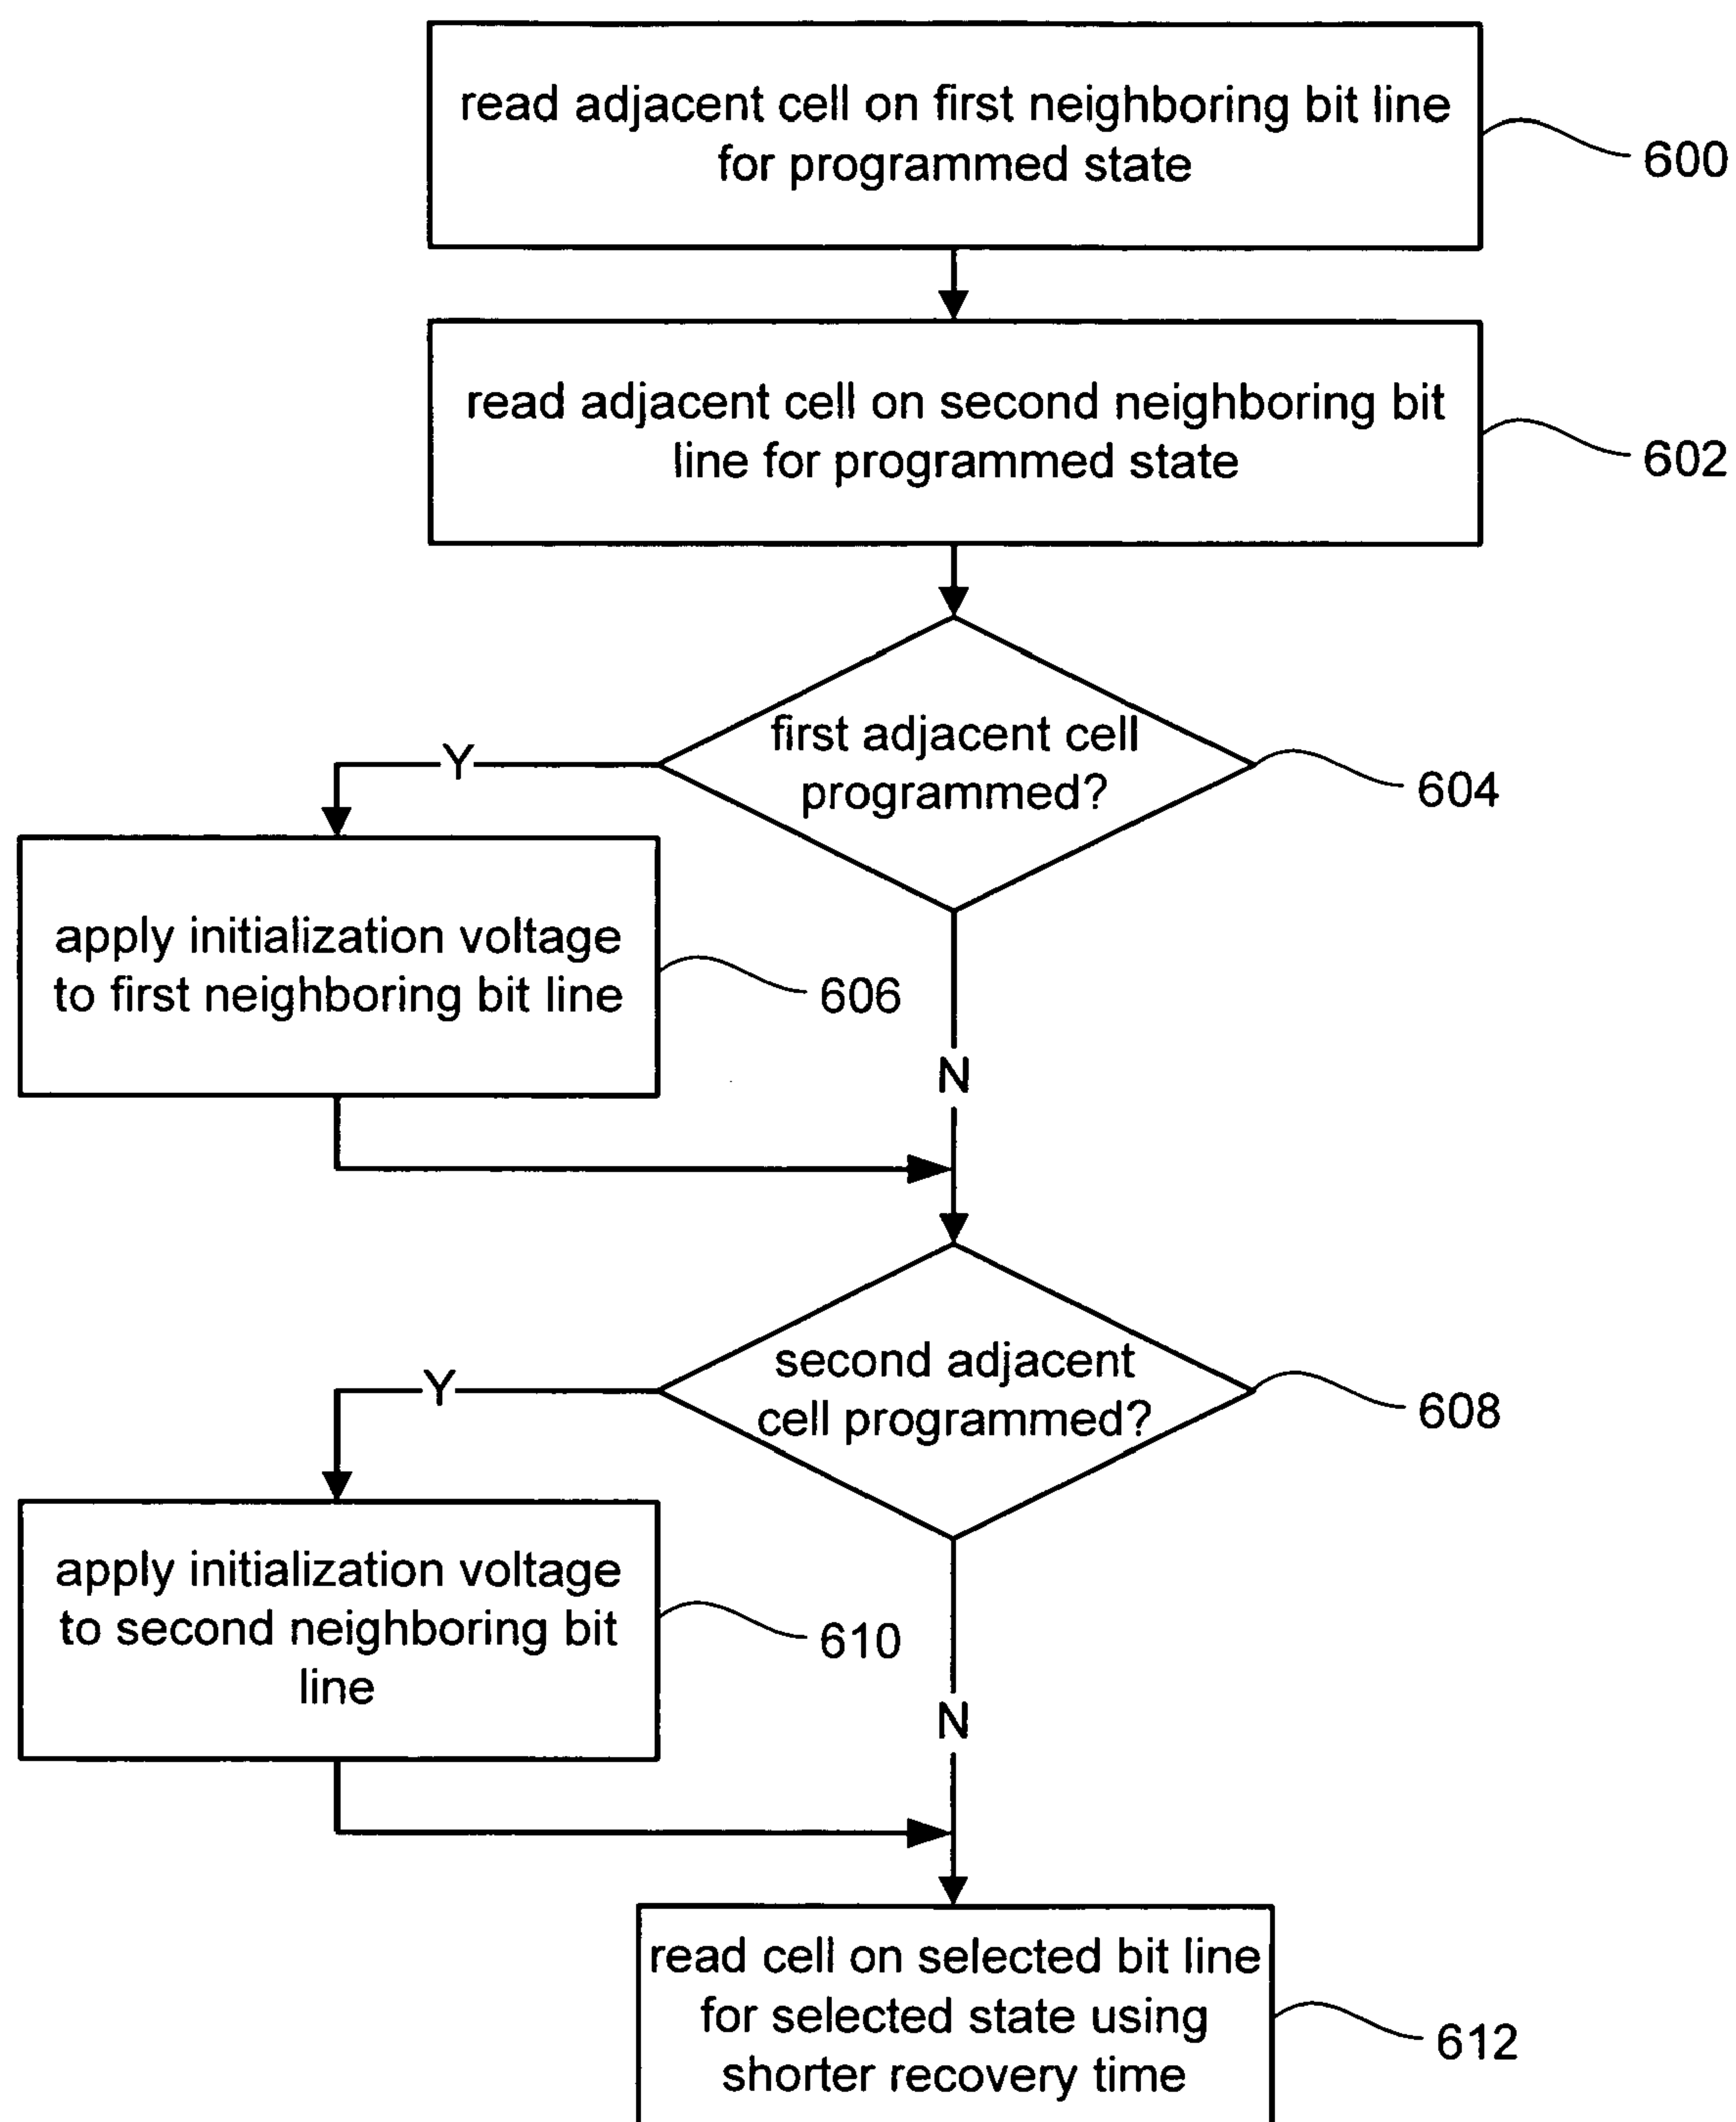 read adjacent cell on first neighboring bit line
for programmed state
600
read adjacent cell on second neighboring bit
line for programmed state
602
first adjacent cell
programmed?
604
Y
apply initialization voltage
to first neighboring bit line
606
N
second adjacent
cell programmed?
608
Y
apply initialization voltage
to second neighboring bit
line
610
N
read cell on selected bit line
for selected state using
shorter recovery time
612